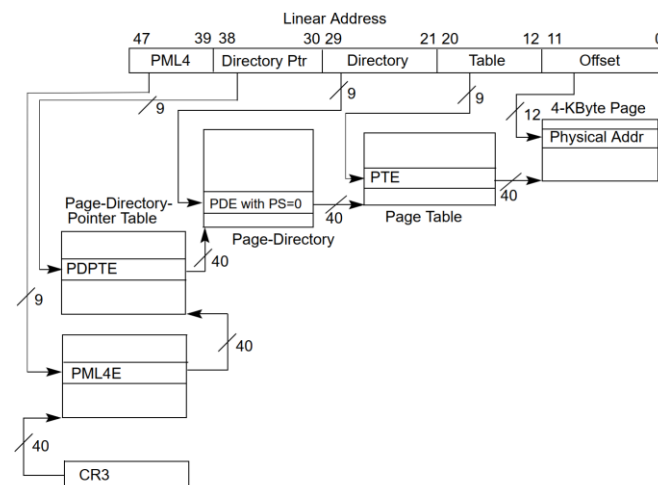 Linear Address
47 39 38 30 29 21 20 12 11 0
PML4 Directory Ptr Directory Table Offset
9 9 9
12 4-KByte Page
Physical Addr
PTE
40
Page Table
PDE with PS=0
40
Page-Directory
Page-Directory-
Pointer Table
PDPTE
40
9
40
PML4E
40
CR3